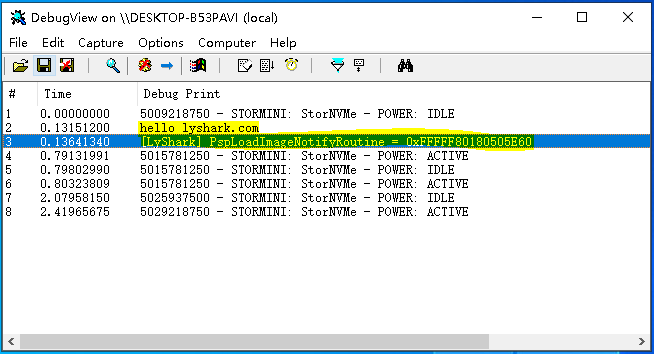 DebugView on \\DESKTOP-B53PAVI (local)
File Edit Capture Options Computer Help
# Time Debug Print
1 0.00000000 5009218750 - STORMINI: StorNVMe - POWER: IDLE
2 0.13151200 hello lyshark.com
3 0.13641340 [LyShark] PspLoadImageNotifyRoutine = 0xFFFFF80180505E60
4 0.79131991 5015781250 - STORMINI: StorNVMe - POWER: ACTIVE
5 0.79802990 5015781250 - STORMINI: StorNVMe - POWER: IDLE
6 0.80323809 5015781250 - STORMINI: StorNVMe - POWER: ACTIVE
7 2.07958150 5025937500 - STORMINI: StorNVMe - POWER: IDLE
8 2.41965675 5029218750 - STORMINI: StorNVMe - POWER: ACTIVE